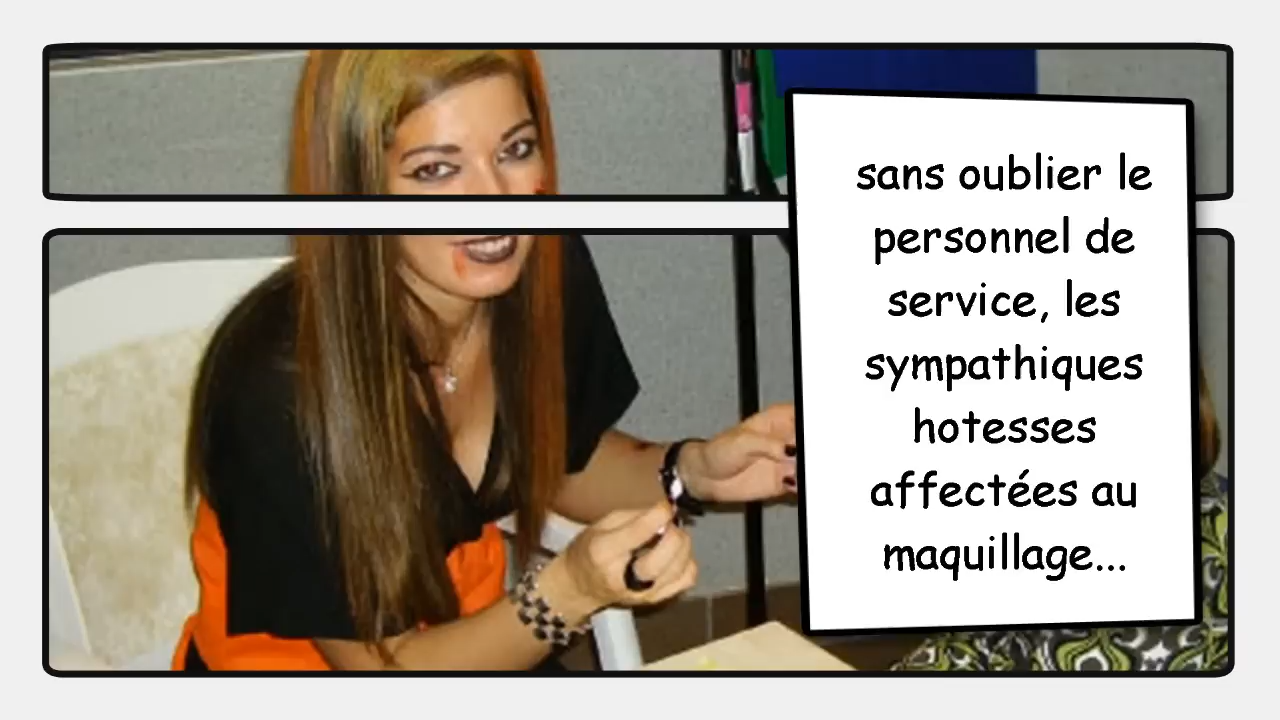 sans oublier le
personnel de
service, les
sympathiques
hotesses
affectées au
maquillage...